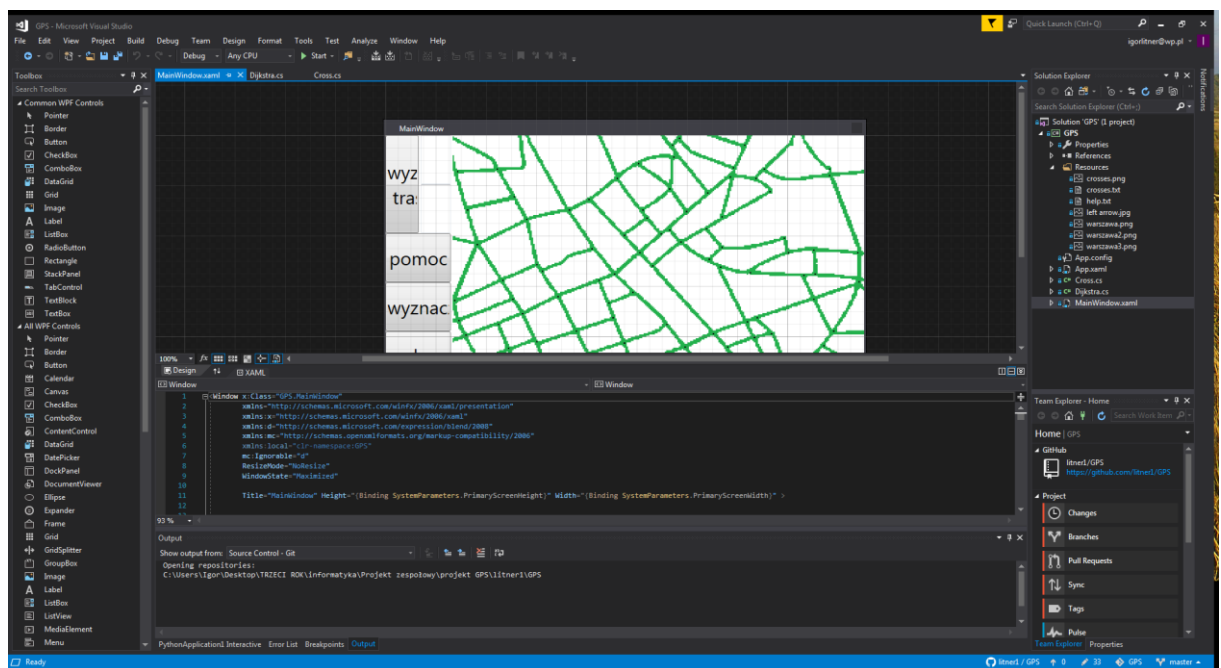 GPS - Microsoft Visual Studio
Quick Launch (Ctrl+Q)
File Edit View Project Build Debug Team Design Format Tools Test Analyze Window Help
igorlitner@wp.pl
I
Debug
Any CPU
Start
Toolbox
Search Toolbox
Common WPF Controls
Pointer
Border
Button
CheckBox
ComboBox
DataGrid
Grid
Image
Label
ListBox
RadioButton
Rectangle
StackPanel
TabControl
TextBlock
TextBox
All WPF Controls
Pointer
Border
Button
Calendar
Canvas
CheckBox
ComboBox
ContentControl
DataGrid
DatePicker
DockPanel
DocumentViewer
Ellipse
Expander
Frame
Grid
GridSplitter
GroupBox
Image
Label
ListBox
ListView
MediaElement
Menu
MainWindow.xaml
Dijkstra.cs
Cross.cs
MainWindow
wyz
tra
pomoc
wyznac
100%
Design
XAML
Window
Window
1 <Window x:Class="GPS.MainWindow"
2 xmlns="http://schemas.microsoft.com/winfx/2006/xaml/presentation"
3 xmlns:x="http://schemas.microsoft.com/winfx/2006/xaml"
4 xmlns:d="http://schemas.microsoft.com/expression/blend/2008"
5 xmlns:mc="http://schemas.openxmlformats.org/markup-compatibility/2006"
6 xmlns:local="clr-namespace:GPS"
7 mc:Ignorable="d"
8 ResizeMode="NoResize"
9 WindowState="Maximized"
10
11 Title="MainWindow" Height="{Binding SystemParameters.PrimaryScreenHeight}" Width="{Binding SystemParameters.PrimaryScreenWidth}" >
12
93 %
Output
Show output from: Source Control - Git
Opening repositories:
C:\Users\Igor\Desktop\TRZECI ROK\informatyka\Projekt zespołowy\projekt GPS\litner1\GPS
PythonApplication1 Interactive Error List Breakpoints Output
Solution Explorer
Notifications
Search Solution Explorer (Ctrl+;)
Solution 'GPS' (1 project)
GPS
Properties
References
Resources
crosses.png
crosses.txt
help.txt
left arrow.jpg
warszawa.png
warszawa2.png
warszawa3.png
App.config
App.xaml
Cross.cs
Dijkstra.cs
MainWindow.xaml
Team Explorer - Home
Search Work Item
Home | GPS
GitHub
litner1/GPS
https://github.com/litner1/GPS
Project
Changes
Branches
Pull Requests
Sync
Tags
Pulse
Team Explorer Properties
Ready
litner1 / GPS 0 33 GPS master